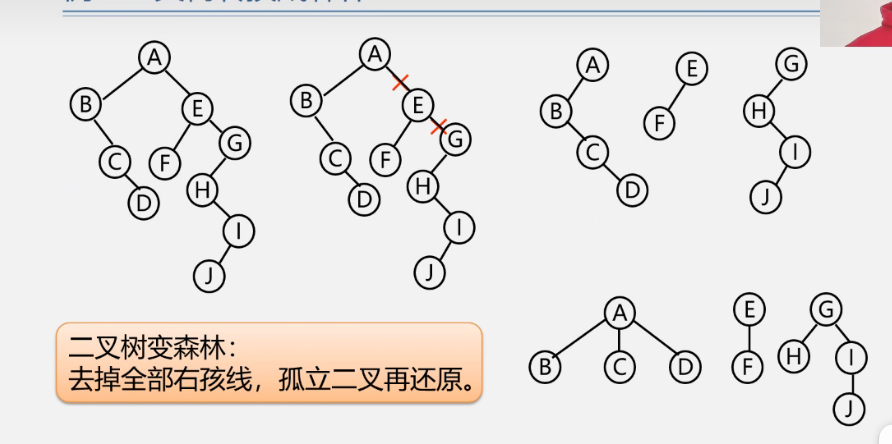 A A A E G
B E B E B F H
C F G C F G C I
D H D H D J
I I
J J
A E G
B C D F H I
J
二叉树变森林：
去掉全部右孩线，孤立二叉再还原。